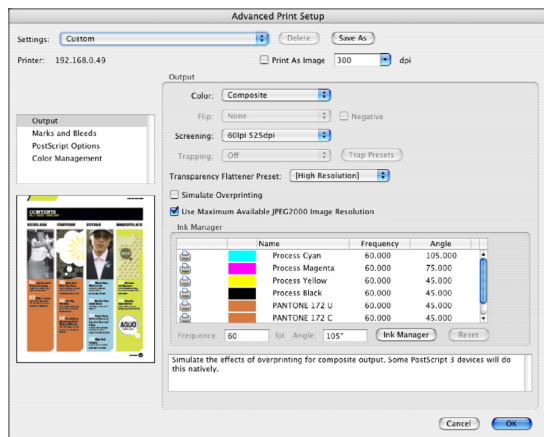 Advanced Print Setup
Settings: Custom Delete Save As
Printer: 192.168.0.49 Print As Image 300 dpi
Output
Marks and Bleeds
PostScript Options
Color Management
CONTENTS
AQUO
Output
Color: Composite
Flip: None Negative
Screening: 60lpi 525dpi
Trapping: Off Trap Presets
Transparency Flattener Preset: [High Resolution]
Simulate Overprinting
Use Maximum Available JPEG2000 Image Resolution
Ink Manager
Name Frequency Angle
Process Cyan 60.000 105.000
Process Magenta 60.000 75.000
Process Yellow 60.000 45.000
Process Black 60.000 45.000
PANTONE 172 U 60.000 45.000
PANTONE 172 C 60.000 45.000
Frequency: 60 lpi Angle: 105° Ink Manager Reset
Simulate the effects of overprinting for composite output. Some PostScript 3 devices will do
this natively.
Cancel OK